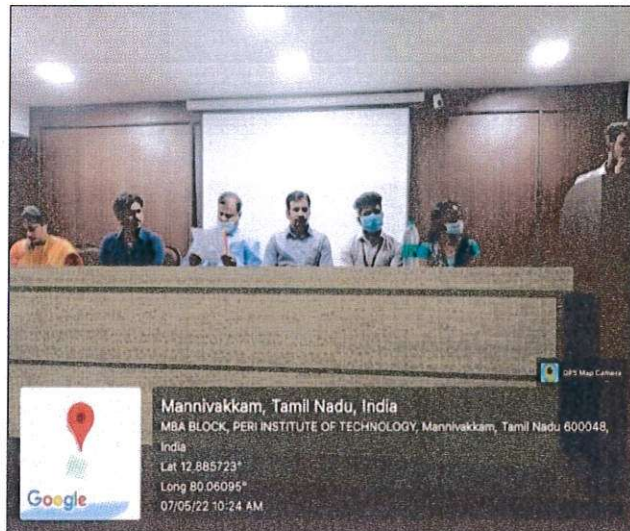 GPS Map Camera
Mannivakkam, Tamil Nadu, India
MBA BLOCK, PERI INSTITUTE OF TECHNOLOGY, Mannivakkam, Tamil Nadu 600048,
India
Lat 12.885723°
Long 80.06095°
07/05/22 10:24 AM
Google